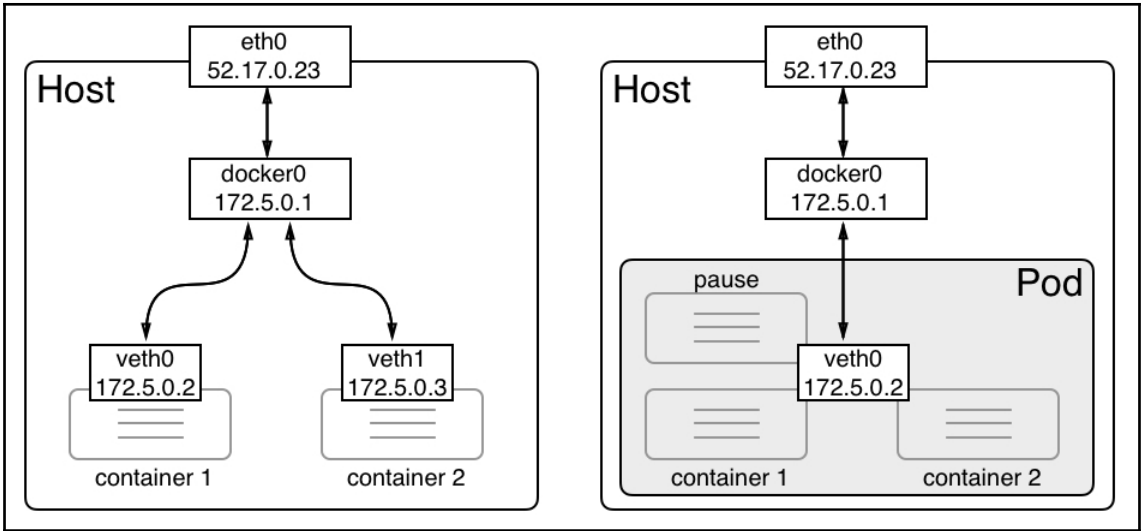 eth0
52.17.0.23
Host
docker0
172.5.0.1
veth0
172.5.0.2
veth1
172.5.0.3
container 1
container 2
eth0
52.17.0.23
Host
docker0
172.5.0.1
Pod
pause
veth0
172.5.0.2
container 1
container 2